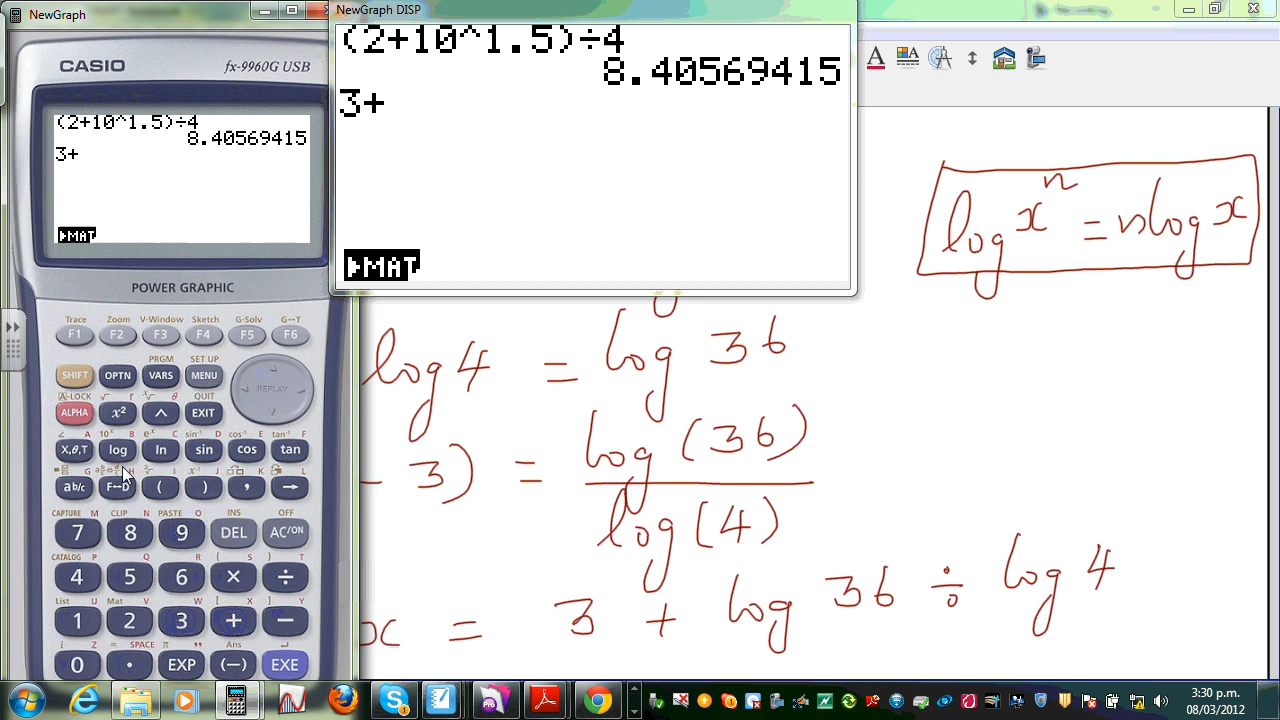 NewGraph
NewGraph DISP
CASIO
fx-9960G USB
(2+10^1.5)÷4
8.40569415
3+
▶MAT
(2+10^1.5)÷4
8.40569415
3+
▶MAT
POWER GRAPHIC
Trace Zoom V-Window Sketch G-Solv G↔T
F1 F2 F3 F4 F5 F6
PRGM SET UP
SHIFT OPTN VARS MENU
REPLAY
A-LOCK √ r ˣ√ θ QUIT
ALPHA x² ^ EXIT
∠ A 10ˣ B eˣ C sin⁻¹ D cos⁻¹ E tan⁻¹ F
X,θ,T log ln sin cos tan
G H I x⁻¹ J K L
ab/c F↔D ( ) , →
CAPTURE M CLIP N PASTE O INS OFF
7 8 9 DEL AC/ON
CATALOG P Q R { S } T
4 5 6 × ÷
List U Mat V W [ X ] Y
1 2 3 + −
i Z = SPACE π " Ans ↵
0 · EXP (−) EXE
log xⁿ = n log x
log 4 = log 36
- 3) = log (36)
log (4)
x = 3 + log 36 ÷ log 4
3:30 p.m.
08/03/2012